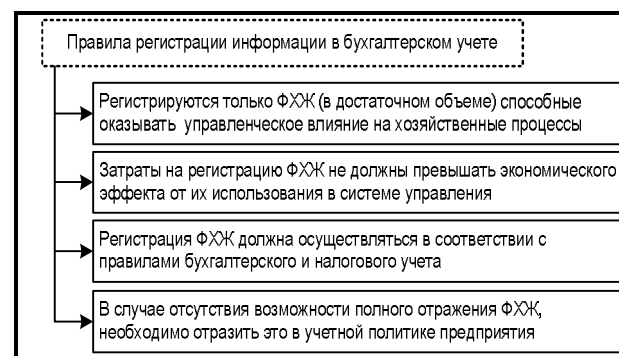 Правила регистрации информации в бухгалтерском учете
Регистрируются только ФХЖ (в достаточном объеме) способные
оказывать управленческое влияние на хозяйственные процессы
Затраты на регистрацию ФХЖ не должны превышать экономического
эффекта от их использования в системе управления
Регистрация ФХЖ должна осуществляться в соответствии с
правилами бухгалтерского и налогового учета
В случае отсутствия возможности полного отражения ФХЖ,
необходимо отразить это в учетной политике предприятия